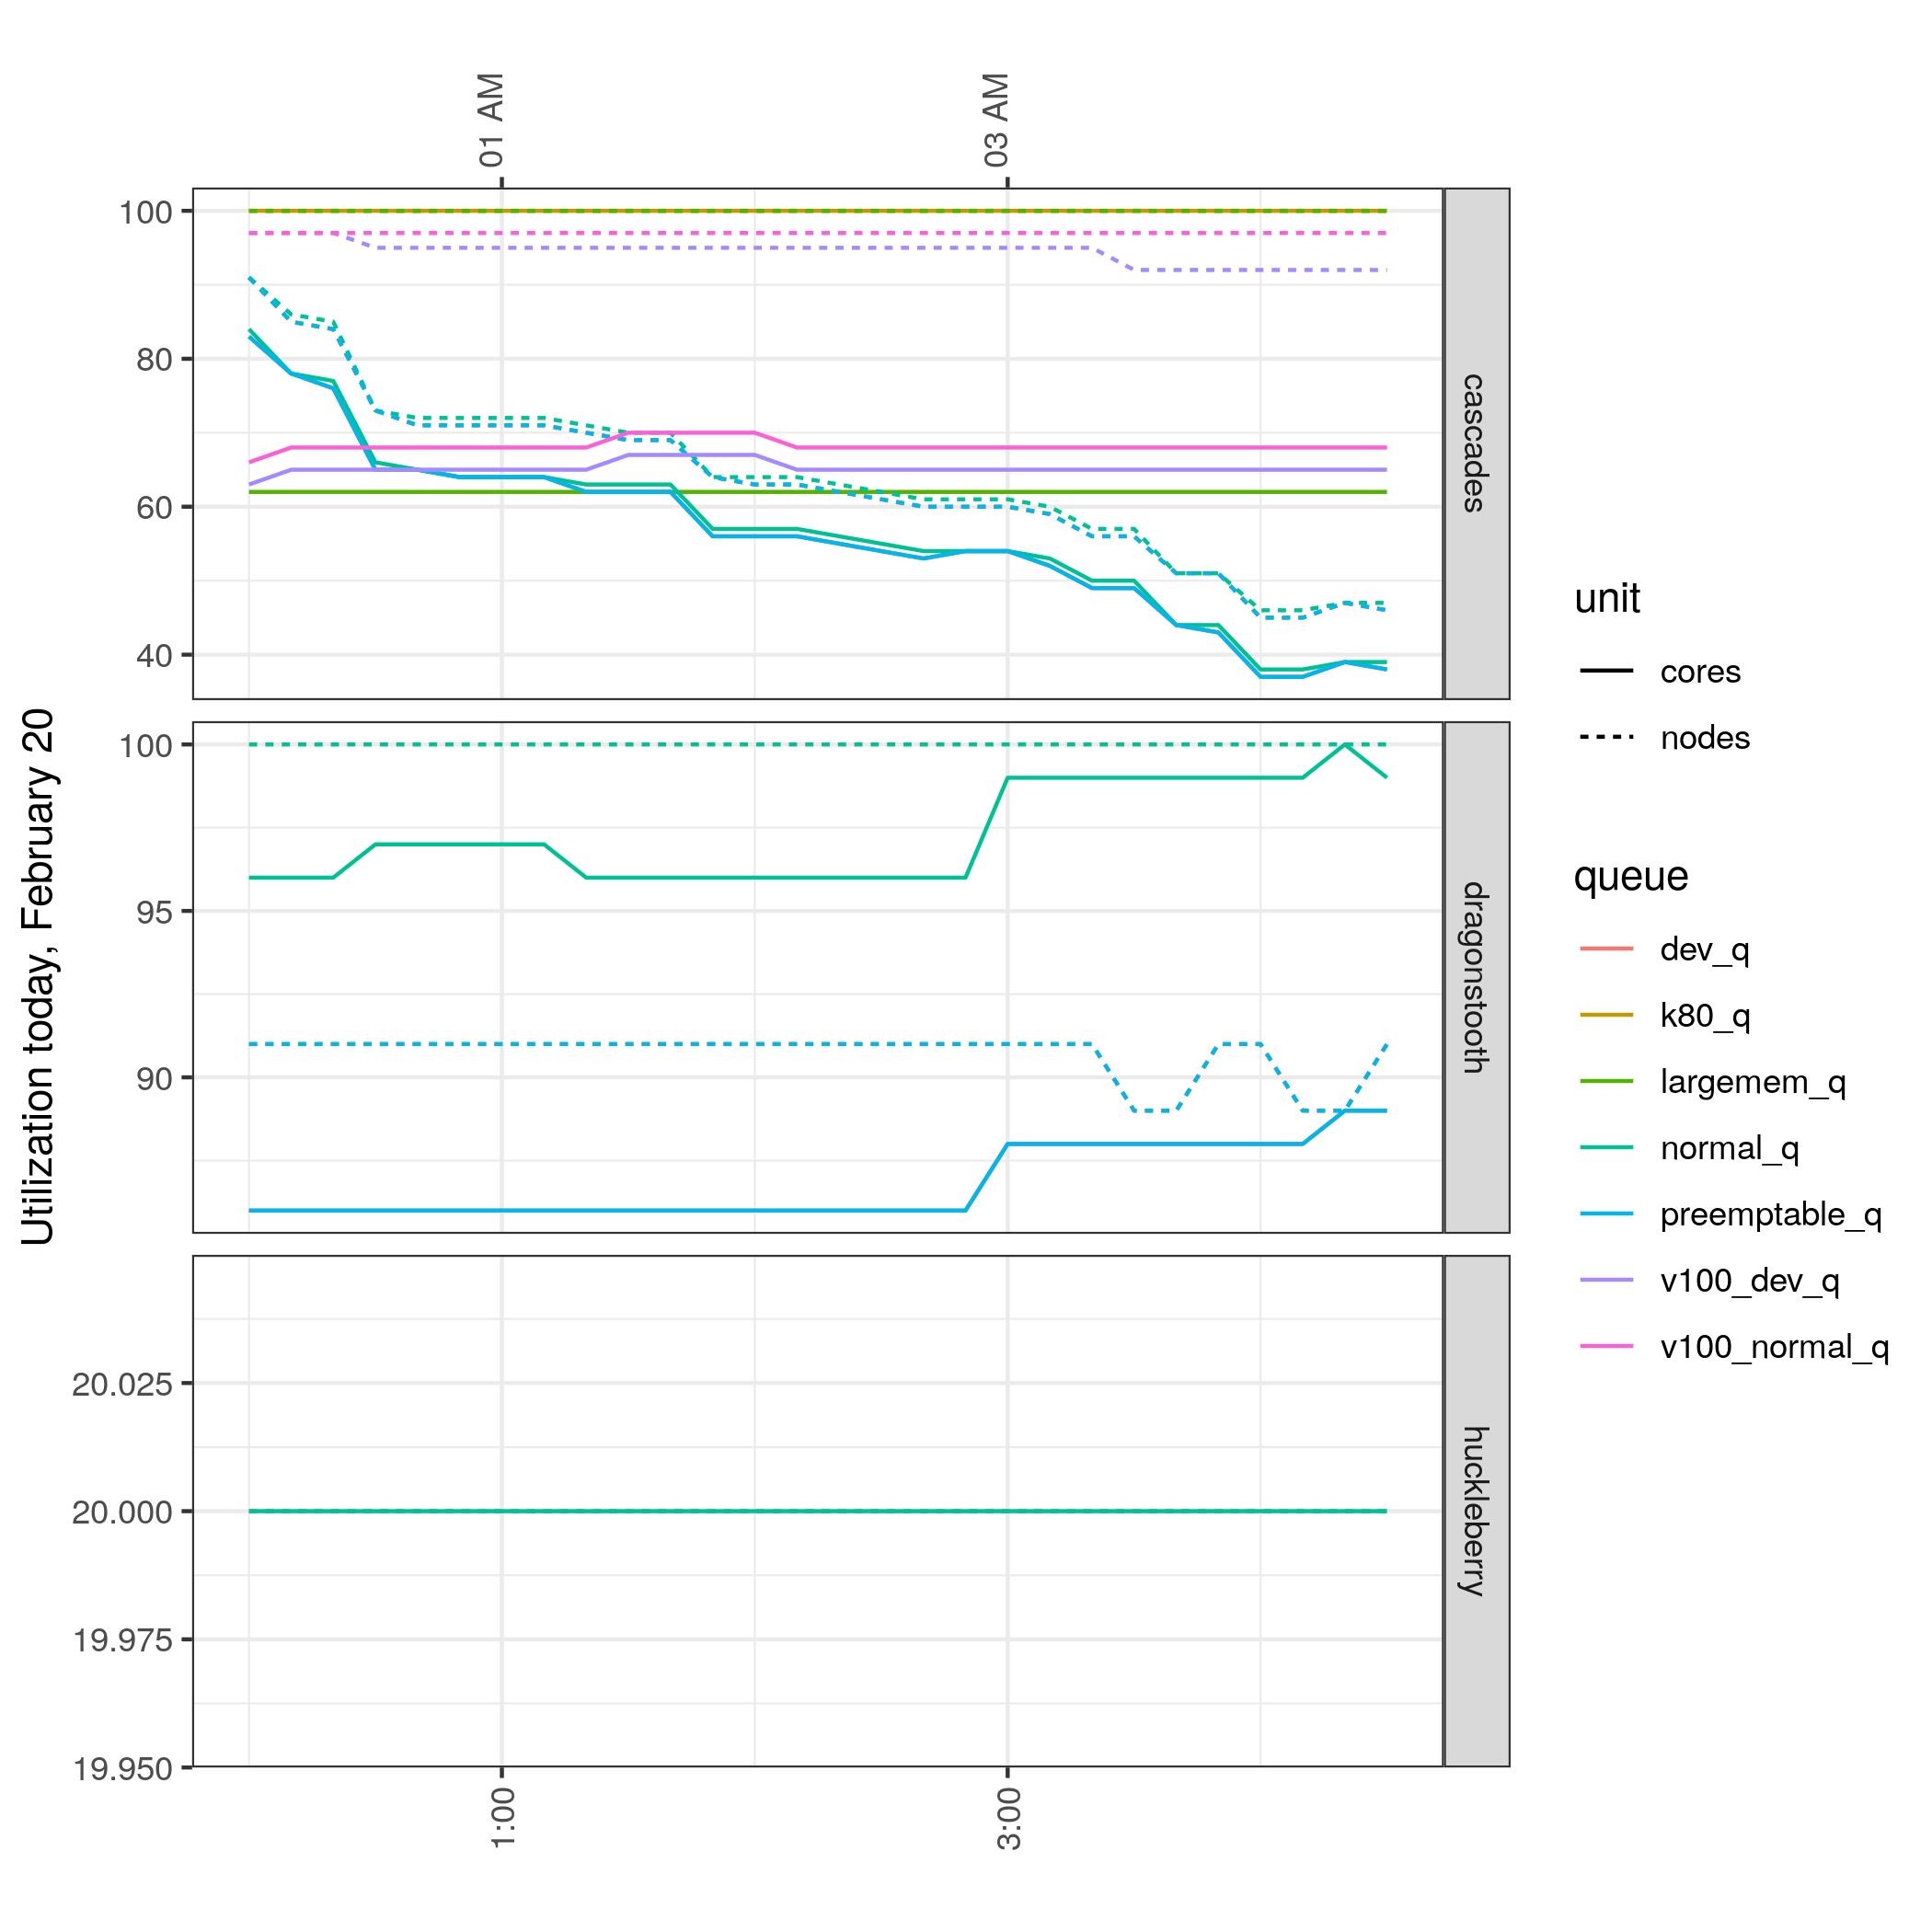 01 AM
03 AM
Utilization today, February 20
100
80
60
40
cascades
100
95
90
dragonstooth
20.025
20.000
19.975
19.950
huckleberry
1:00
3:00
unit
cores
nodes
queue
dev_q
k80_q
largemem_q
normal_q
preemptable_q
v100_dev_q
v100_normal_q